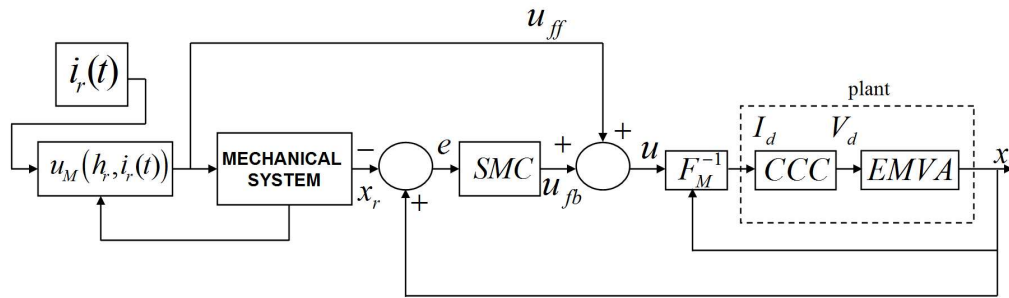 i_r(t)
u_M(h_r, i_r(t))
MECHANICAL
SYSTEM
−
x_r
+
e
SMC
+
u_fb
u_ff
+
u
F_M^{-1}
plant
I_d
CCC
V_d
EMVA
x